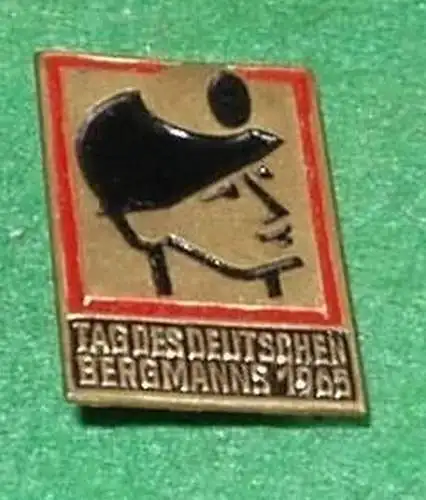 TAG DES DEUTSCHEN
BERGMANNS 1965